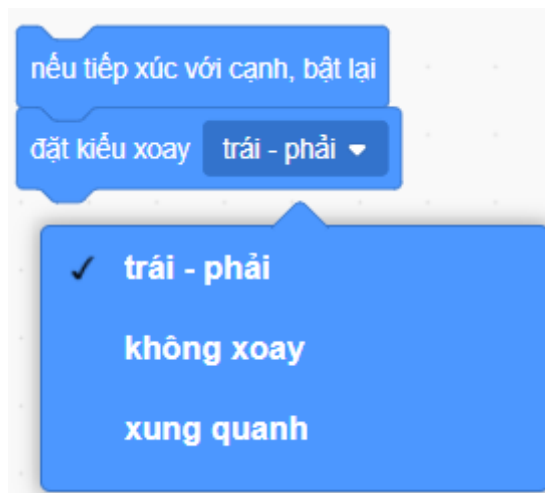 nếu tiếp xúc với cạnh, bật lại
đặt kiểu xoay trái - phải
trái - phải
không xoay
xung quanh